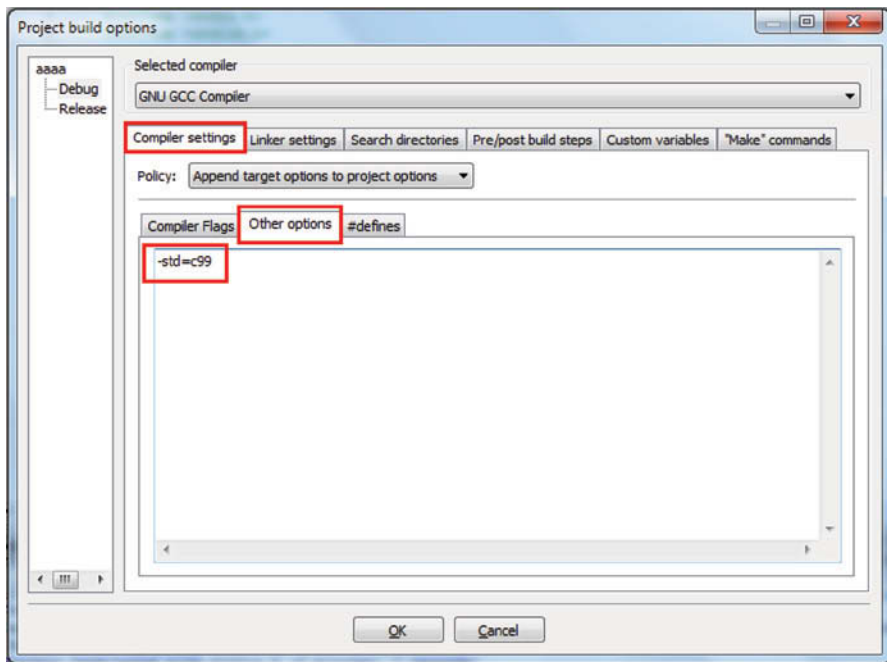 Project build options
aaaa
Debug
Release
Selected compiler
GNU GCC Compiler
Compiler settings Linker settings Search directories Pre/post build steps Custom variables "Make" commands
Policy: Append target options to project options
Compiler Flags Other options #defines
-std=c99
OK Cancel